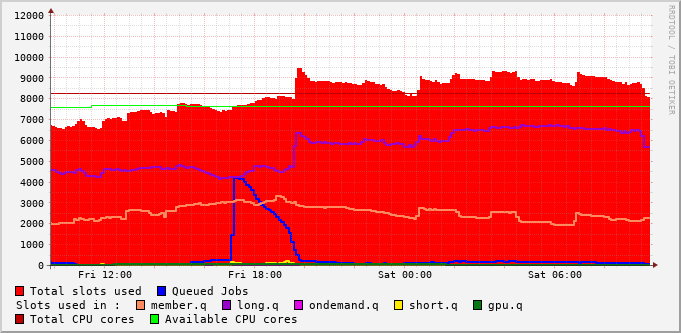 12000
11000
10000
9000
8000
7000
6000
5000
4000
3000
2000
1000
0
Fri 12:00 Fri 18:00 Sat 00:00 Sat 06:00
Total slots used Queued Jobs
Slots used in : member.q long.q ondemand.q short.q gpu.q
Total CPU cores Available CPU cores
RRDTOOL / TOBI OETIKER